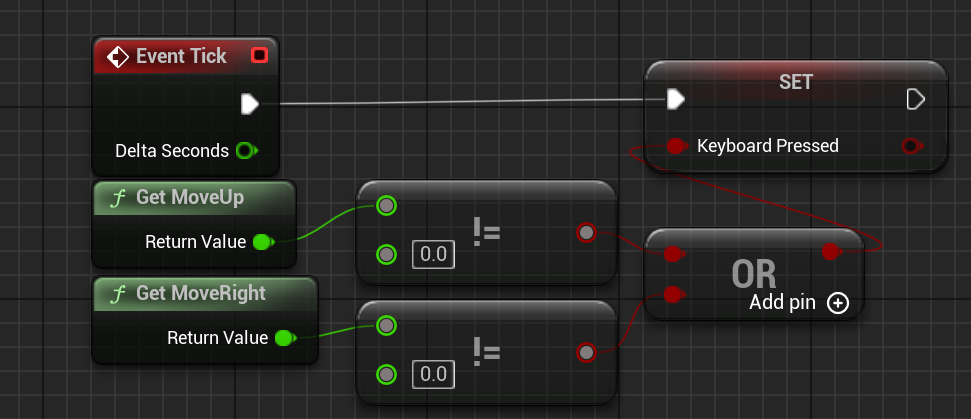 Event Tick
SET
Delta Seconds
Keyboard Pressed
ƒ Get MoveUp
Return Value
!=
0.0
OR
Add pin
ƒ Get MoveRight
Return Value
!=
0.0